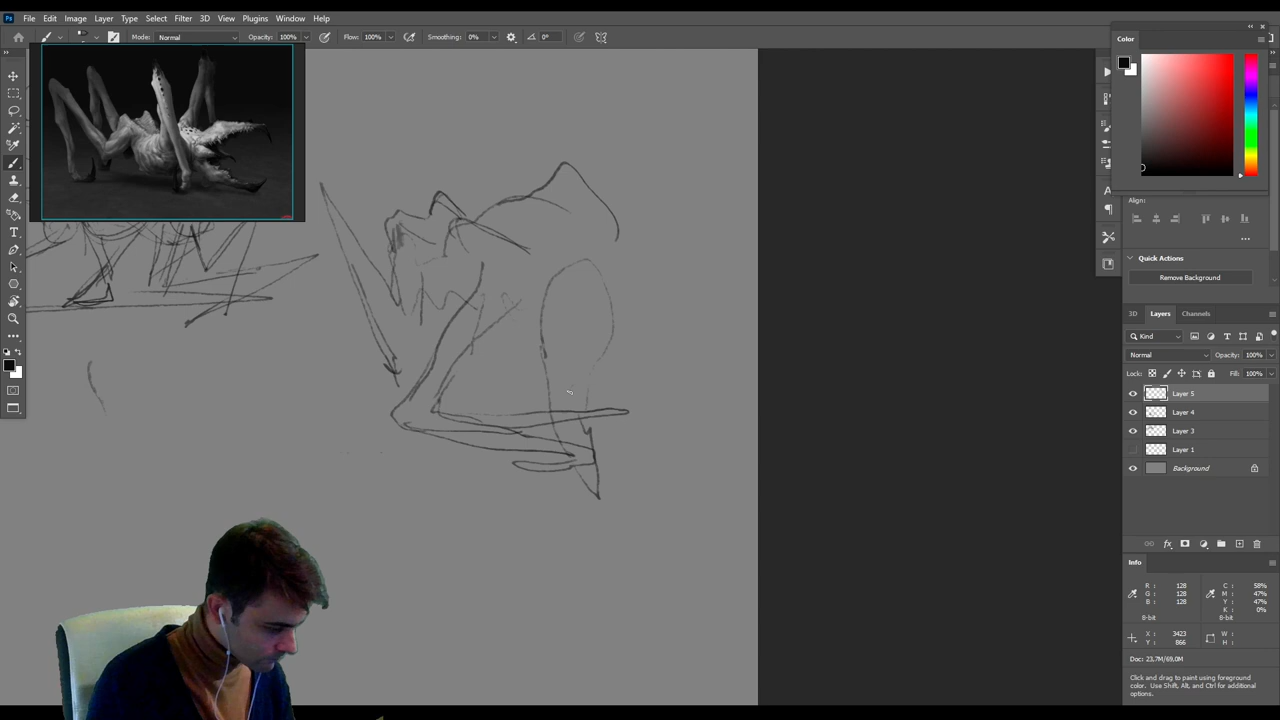 Ps File Edit Image Layer Type Select Filter 3D View Plugins Window Help
Mode: Normal Opacity: 100% Flow: 100% Smoothing: 0% 0°
Color
Align:
Quick Actions
Remove Background
3D Layers Channels
Kind
Normal Opacity: 100%
Lock: Fill: 100%
Layer 5
Layer 4
Layer 3
Layer 1
Background
fx
Info
R : 128 C : 58%
G : 128 M : 47%
B : 128 Y : 47%
K : 0%
8-bit 8-bit
X : 3423 W :
Y : 866 H :
Doc: 23,7M/69,0M
Click and drag to paint using foreground
color. Use Shift, Alt, and Ctrl for additional
options.